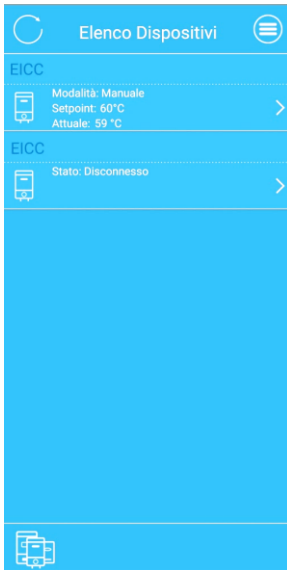 Elenco Dispositivi
EICC
Modalità: Manuale
Setpoint: 60°C
Attuale: 59 °C
EICC
Stato: Disconnesso